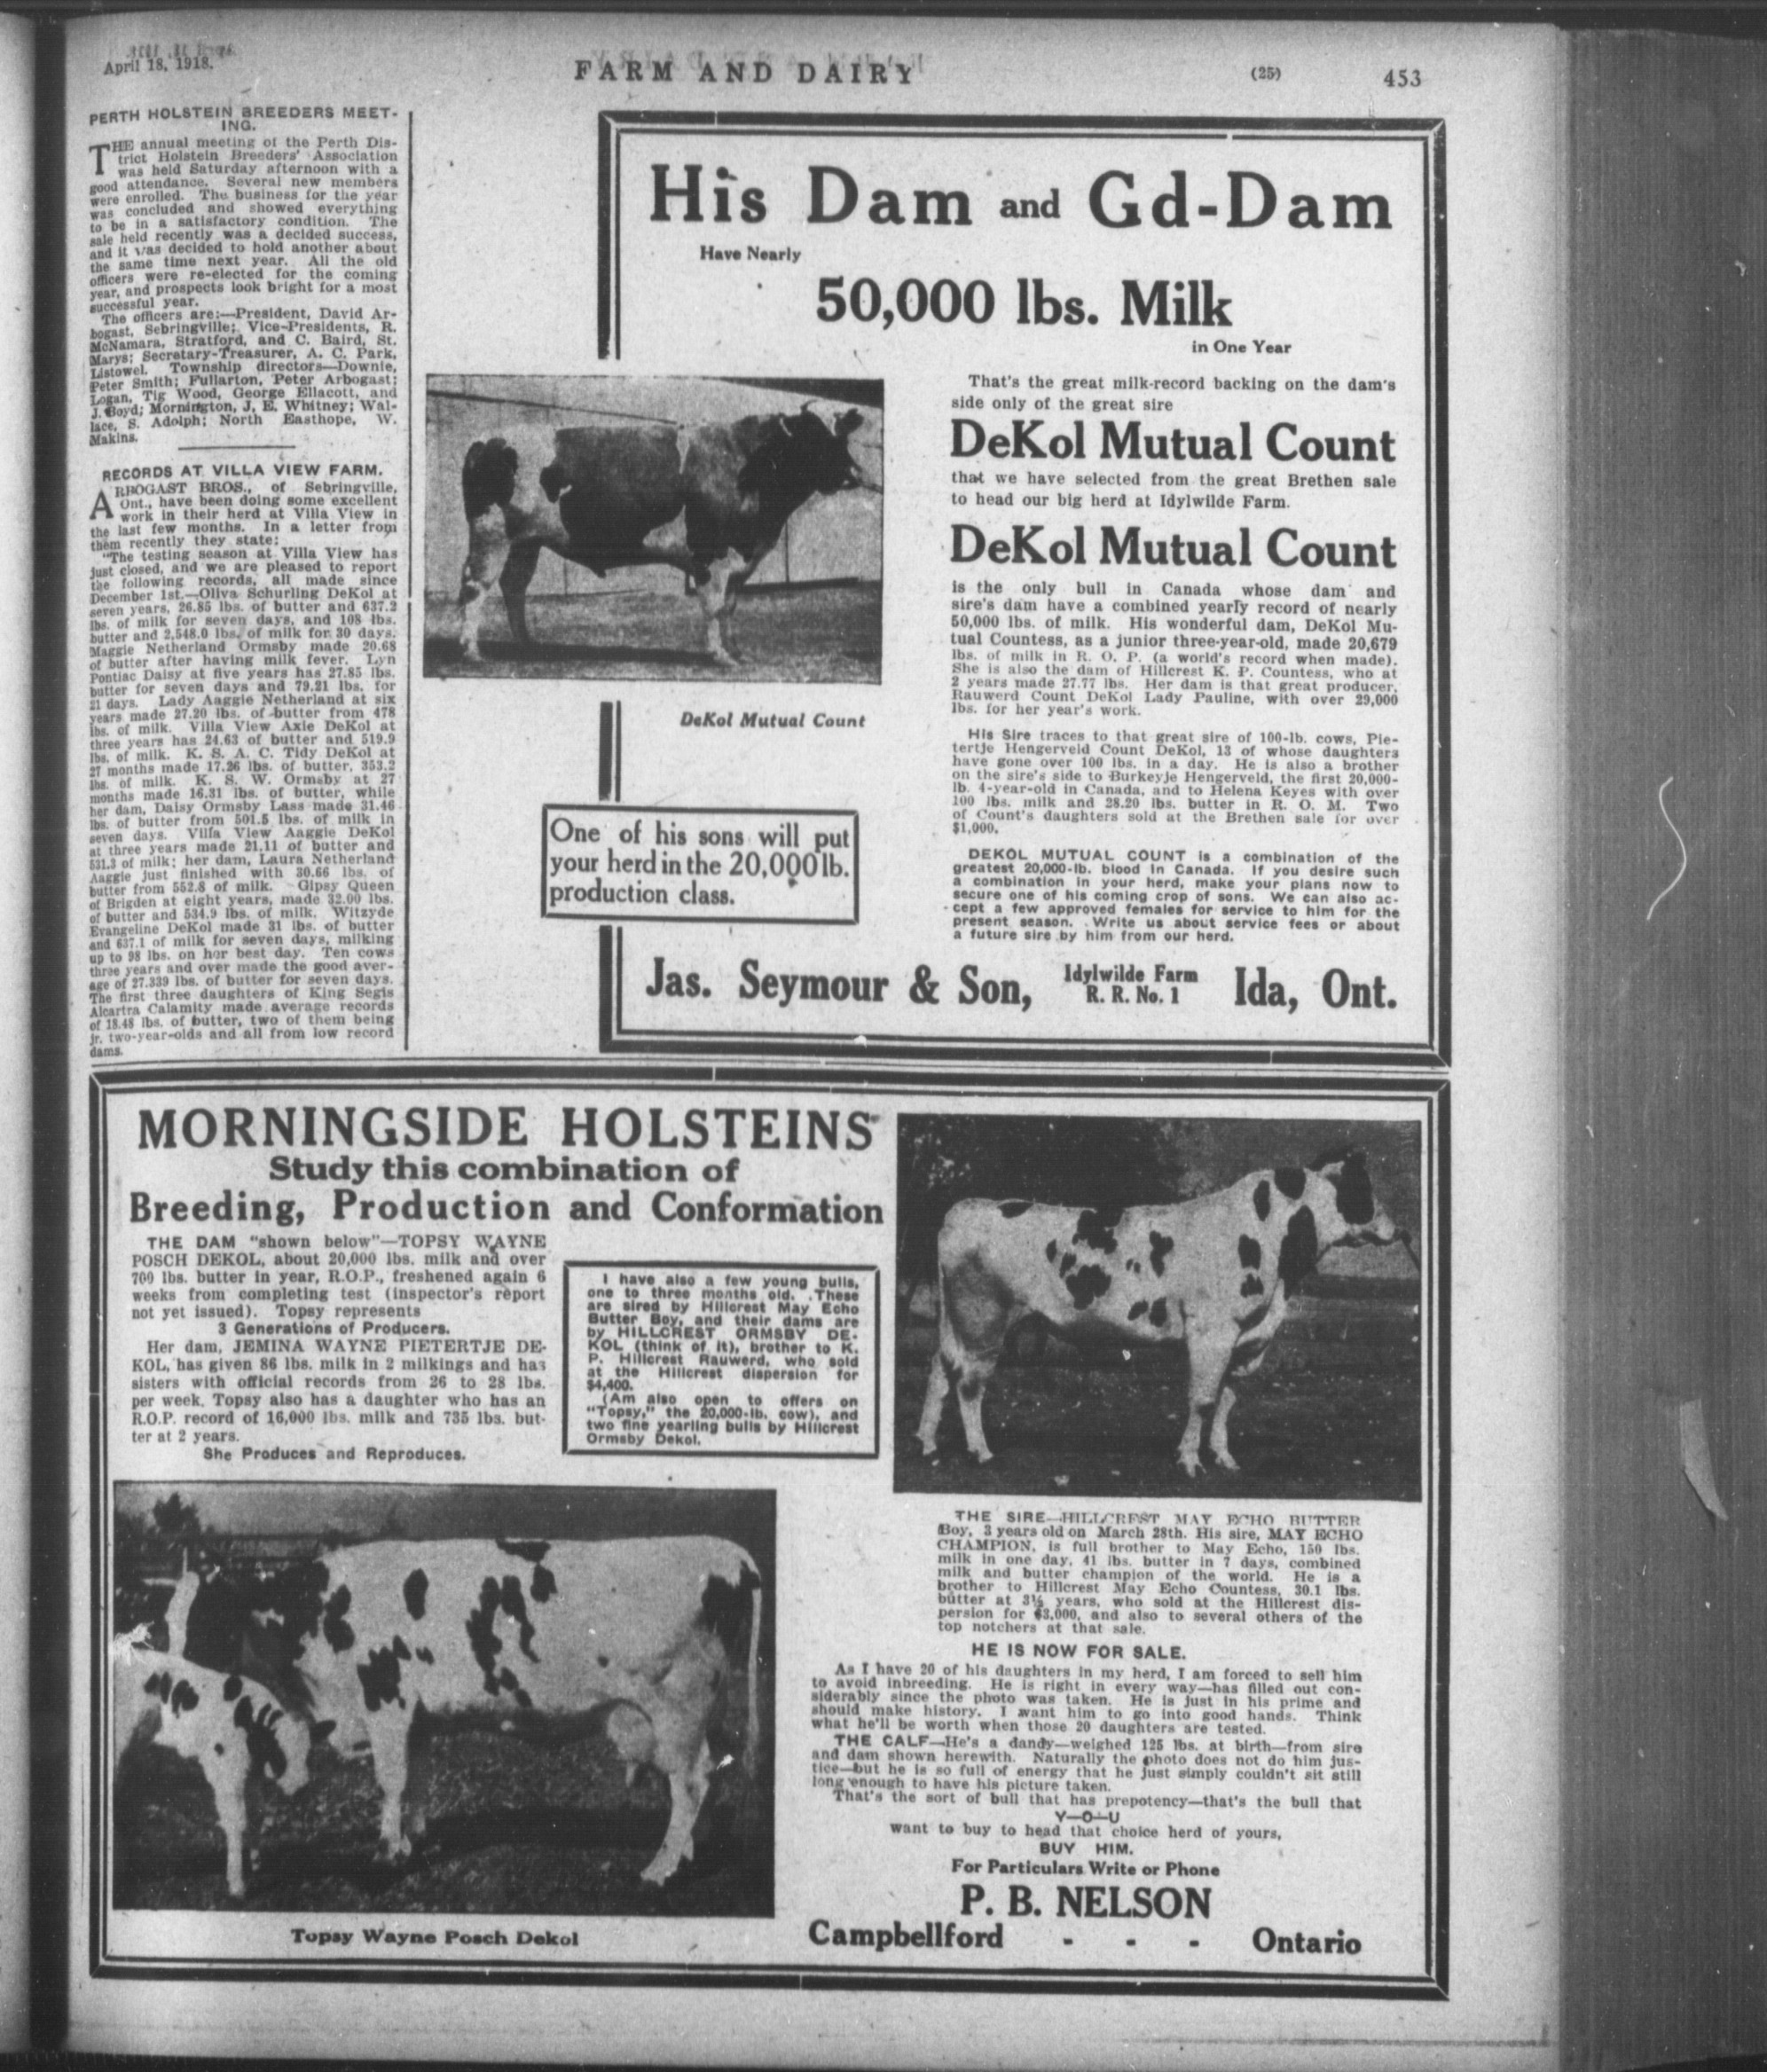 April 18, 1918.
FARM AND DAIRY
(25)
453
PERTH HOLSTEIN BREEDERS MEET-
ING.
THE annual meeting of the Perth Dis-
trict Holstein Breeders' Association
was held Saturday afternoon with a
good attendance. Several new members
were enrolled. The business for the year
was concluded and showed everything
to be in a satisfactory condition. The
sale held recently was a decided success,
and it was decided to hold another about
the same time next year. All the old
officers were re-elected for the coming
year, and prospects look bright for a most
successful year.
The officers are:—President, David Ar-
bogast, Sebringville; Vice-Presidents, R.
McNamara, Stratford, and C. Baird, St.
Marys; Secretary-Treasurer, A. C. Park,
Listowel. Township directors—Downie,
Peter Smith; Fullarton, Peter Arbogast;
Logan, Tig Wood, George Ellacott, and
J. Boyd; Mornington, J. E. Whitney; Wal-
lace, S. Adolph; North Easthope, W.
Makins.
RECORDS AT VILLA VIEW FARM.
ARBOGAST BROS., of Sebringville,
Ont., have been doing some excellent
work in their herd at Villa View in
the last few months. In a letter from
them recently they state:
"The testing season at Villa View has
just closed, and we are pleased to report
the following records, all made since
December 1st.—Oliva Schurling DeKol at
seven years, 26.85 lbs. of butter and 637.2
lbs. of milk for seven days, and 108 lbs.
butter and 2,548.0 lbs. of milk for 30 days.
Maggie Netherland Ormsby made 20.68
of butter after having milk fever. Lyn
Pontiac Daisy at five years has 27.85 lbs.
butter for seven days and 79.21 lbs. for
21 days. Lady Aaggie Netherland at six
years made 27.20 lbs. of butter from 478
lbs. of milk. Villa View Axie DeKol at
three years has 24.63 of butter and 519.9
lbs. of milk. K. S. A. C. Tidy DeKol at
27 months made 17.26 lbs. of butter, 353.2
lbs. of milk. K. S. W. Ormsby at 27
months made 16.31 lbs. of butter, while
her dam, Daisy Ormsby Lass made 31.46
lbs. of butter from 501.5 lbs. of milk in
seven days. Villa View Aaggie DeKol
at three years made 21.11 of butter and
531.3 of milk; her dam, Laura Netherland
Aaggie just finished with 30.66 lbs. of
butter from 552.8 of milk. Gipsy Queen
of Brigden at eight years, made 32.00 lbs.
of butter and 534.9 lbs. of milk. Witzyde
Evangeline DeKol made 31 lbs. of butter
and 637.1 of milk for seven days, milking
up to 98 lbs. on her best day. Ten cows
three years and over made the good aver-
age of 27.339 lbs. of butter for seven days.
The first three daughters of King Segis
Alcartra Calamity made average records
of 18.48 lbs. of butter, two of them being
jr. two-year-olds and all from low record
dams.
His Dam and Gd-Dam
Have Nearly
50,000 lbs. Milk
in One Year
That's the great milk-record backing on the dam's
side only of the great sire
DeKol Mutual Count
that we have selected from the great Brethen sale
to head our big herd at Idylwilde Farm.
DeKol Mutual Count
is the only bull in Canada whose dam and
sire's dam have a combined yearly record of nearly
50,000 lbs. of milk. His wonderful dam, DeKol Mu-
tual Countess, as a junior three-year-old, made 20,679
lbs. of milk in R. O. P. (a world's record when made).
She is also the dam of Hillcrest K. P. Countess, who at
2 years made 27.77 lbs. Her dam is that great producer,
Rauwerd Count DeKol Lady Pauline, with over 29,000
lbs. for her year's work.
His Sire traces to that great sire of 100-lb. cows, Pie-
tertje Hengerveld Count DeKol, 13 of whose daughters
have gone over 100 lbs. in a day. He is also a brother
on the sire's side to Burkeyje Hengerveld, the first 20,000-
lb. 4-year-old in Canada, and to Helena Keyes with over
100 lbs. milk and 28.20 lbs. butter in R. O. M. Two
of Count's daughters sold at the Brethen sale for over
$1,000.
DEKOL MUTUAL COUNT is a combination of the
greatest 20,000-lb. blood in Canada. If you desire such
a combination in your herd, make your plans now to
secure one of his coming crop of sons. We can also ac-
cept a few approved females for service to him for the
present season. Write us about service fees or about
a future sire by him from our herd.
DeKol Mutual Count
One of his sons will put
your herd in the 20,000 lb.
production class.
Jas. Seymour & Son, Idylwilde Farm R. R. No. 1 Ida, Ont.
MORNINGSIDE HOLSTEINS
Study this combination of
Breeding, Production and Conformation
THE DAM "shown below"—TOPSY WAYNE
POSCH DEKOL, about 20,000 lbs. milk and over
700 lbs. butter in year, R.O.P., freshened again 6
weeks from completing test (inspector's report
not yet issued). Topsy represents
3 Generations of Producers.
Her dam, JEMINA WAYNE PIETERTJE DE-
KOL, has given 86 lbs. milk in 2 milkings and has
sisters with official records from 26 to 28 lbs.
per week. Topsy also has a daughter who has an
R.O.P. record of 16,000 lbs. milk and 735 lbs. but-
ter at 2 years.
She Produces and Reproduces.
I have also a few young bulls,
one to three months old. These
are sired by Hillcrest May Echo
Butter Boy, and their dams are
by HILLCREST ORMSBY DE-
KOL (think of it), brother to K.
P. Hillcrest Rauwerd, who sold
at the Hillcrest dispersion for
$4,400.
(Am also open to offers on
"Topsy," the 20,000-lb. cow), and
two fine yearling bulls by Hillcrest
Ormsby Dekol.
THE SIRE—HILLCREST MAY ECHO BUTTER
Boy, 3 years old on March 28th. His sire, MAY ECHO
CHAMPION, is full brother to May Echo, 150 lbs.
milk in one day, 41 lbs. butter in 7 days, combined
milk and butter champion of the world. He is a
brother to Hillcrest May Echo Countess, 30.1 lbs.
butter at 3½ years, who sold at the Hillcrest dis-
persion for $3,000, and also to several others of the
top notchers at that sale.
HE IS NOW FOR SALE.
As I have 20 of his daughters in my herd, I am forced to sell him
to avoid inbreeding. He is right in every way—has filled out con-
siderably since the photo was taken. He is just in his prime and
should make history. I want him to go into good hands. Think
what he'll be worth when those 20 daughters are tested.
THE CALF—He's a dandy—weighed 125 lbs. at birth—from sire
and dam shown herewith. Naturally the photo does not do him jus-
tice—but he is so full of energy that he just simply couldn't sit still
long enough to have his picture taken.
That's the sort of bull that has prepotency—that's the bull that
Y—O—U
want to buy to head that choice herd of yours,
BUY HIM.
For Particulars Write or Phone
P. B. NELSON
Campbellford - - - Ontario
Topsy Wayne Posch Dekol